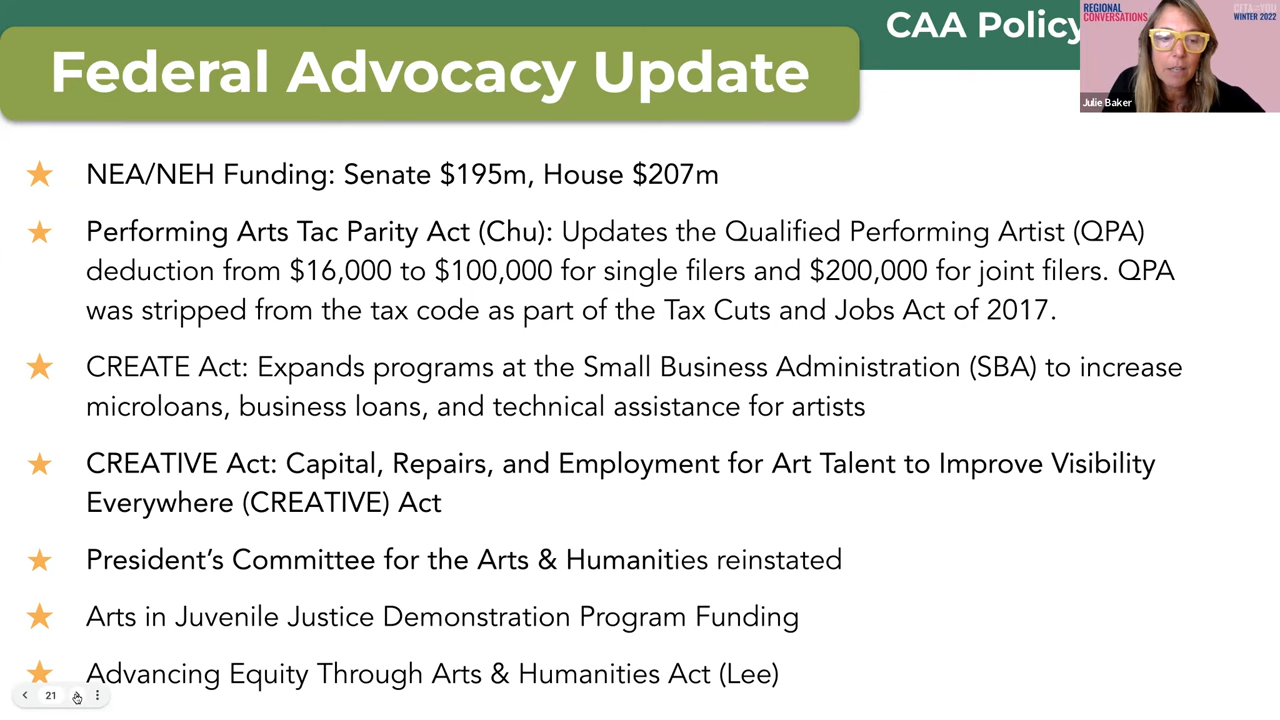 CAA Policy
REGIONAL
CONVERSATIONS
WINTER 2022
Julie Baker
Federal Advocacy Update
NEA/NEH Funding: Senate $195m, House $207m
Performing Arts Tac Parity Act (Chu): Updates the Qualified Performing Artist (QPA)
deduction from $16,000 to $100,000 for single filers and $200,000 for joint filers. QPA
was stripped from the tax code as part of the Tax Cuts and Jobs Act of 2017.
CREATE Act: Expands programs at the Small Business Administration (SBA) to increase
microloans, business loans, and technical assistance for artists
CREATIVE Act: Capital, Repairs, and Employment for Art Talent to Improve Visibility
Everywhere (CREATIVE) Act
President’s Committee for the Arts & Humanities reinstated
Arts in Juvenile Justice Demonstration Program Funding
Advancing Equity Through Arts & Humanities Act (Lee)
21